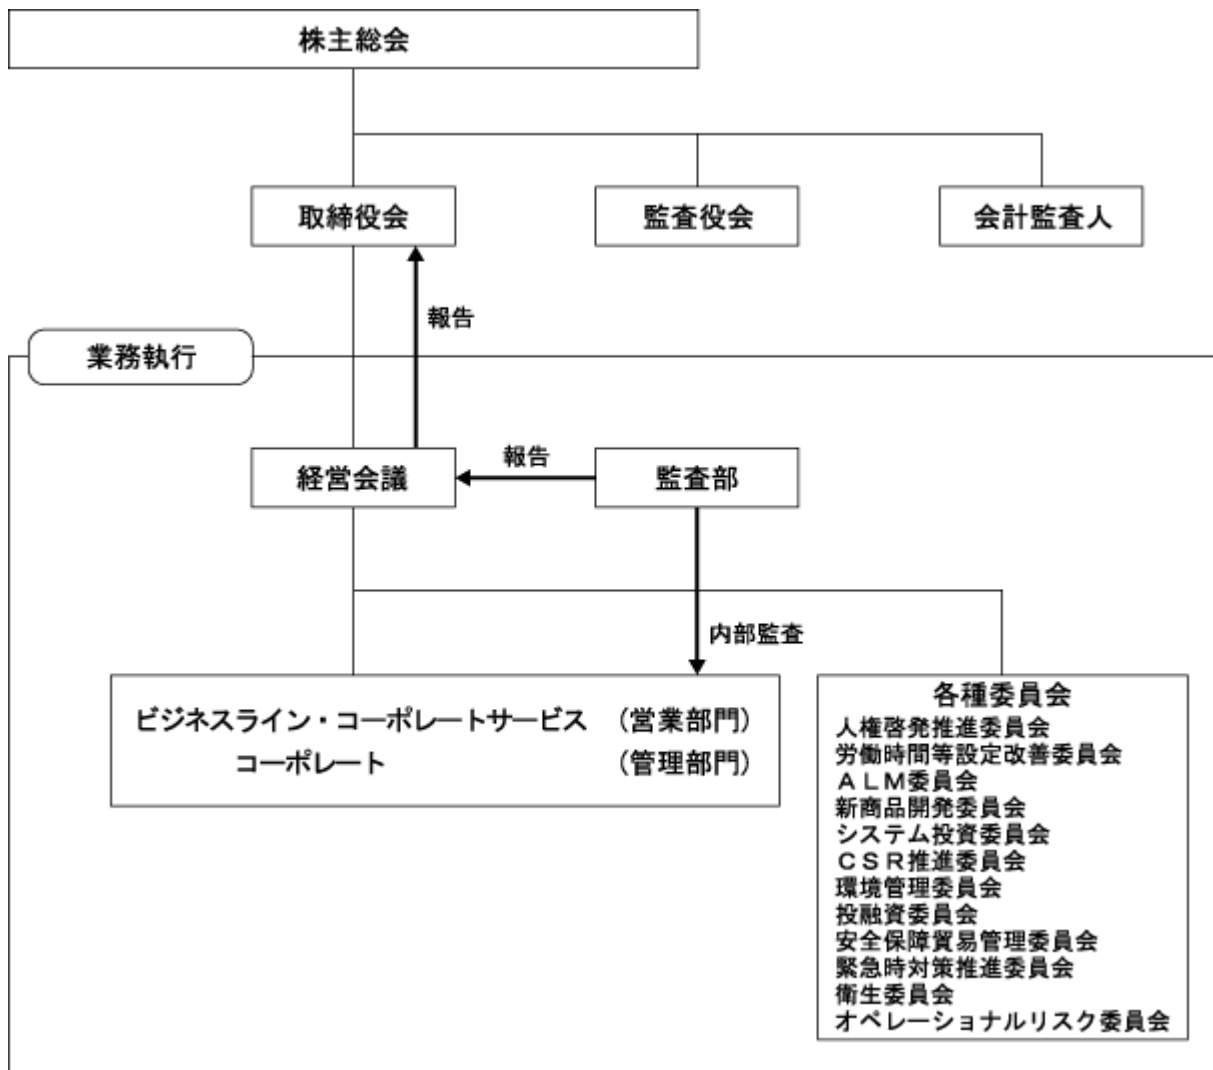 株主総会
取締役会
監査役会
会計監査人
報告
業務執行
経営会議
報告
監査部
内部監査
ビジネスライン・コーポレートサービス （営業部門）
コーポレート （管理部門）
各種委員会
人権啓発推進委員会
労働時間等設定改善委員会
ＡＬＭ委員会
新商品開発委員会
システム投資委員会
ＣＳＲ推進委員会
環境管理委員会
投融資委員会
安全保障貿易管理委員会
緊急時対策推進委員会
衛生委員会
オペレーショナルリスク委員会